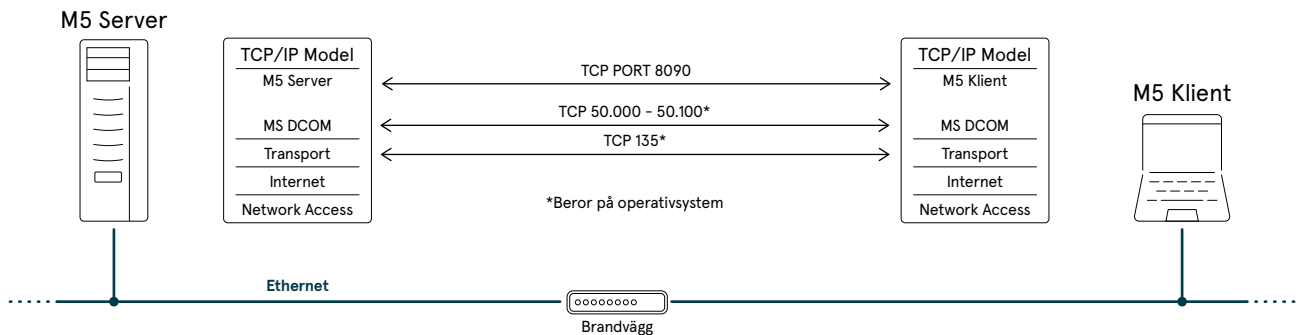 M5 Server
TCP/IP Model
M5 Server
MS DCOM
Transport
Internet
Network Access
TCP PORT 8090
TCP 50.000 - 50.100*
TCP 135*
*Beror på operativsystem
TCP/IP Model
M5 Klient
MS DCOM
Transport
Internet
Network Access
M5 Klient
Ethernet
Brandvägg